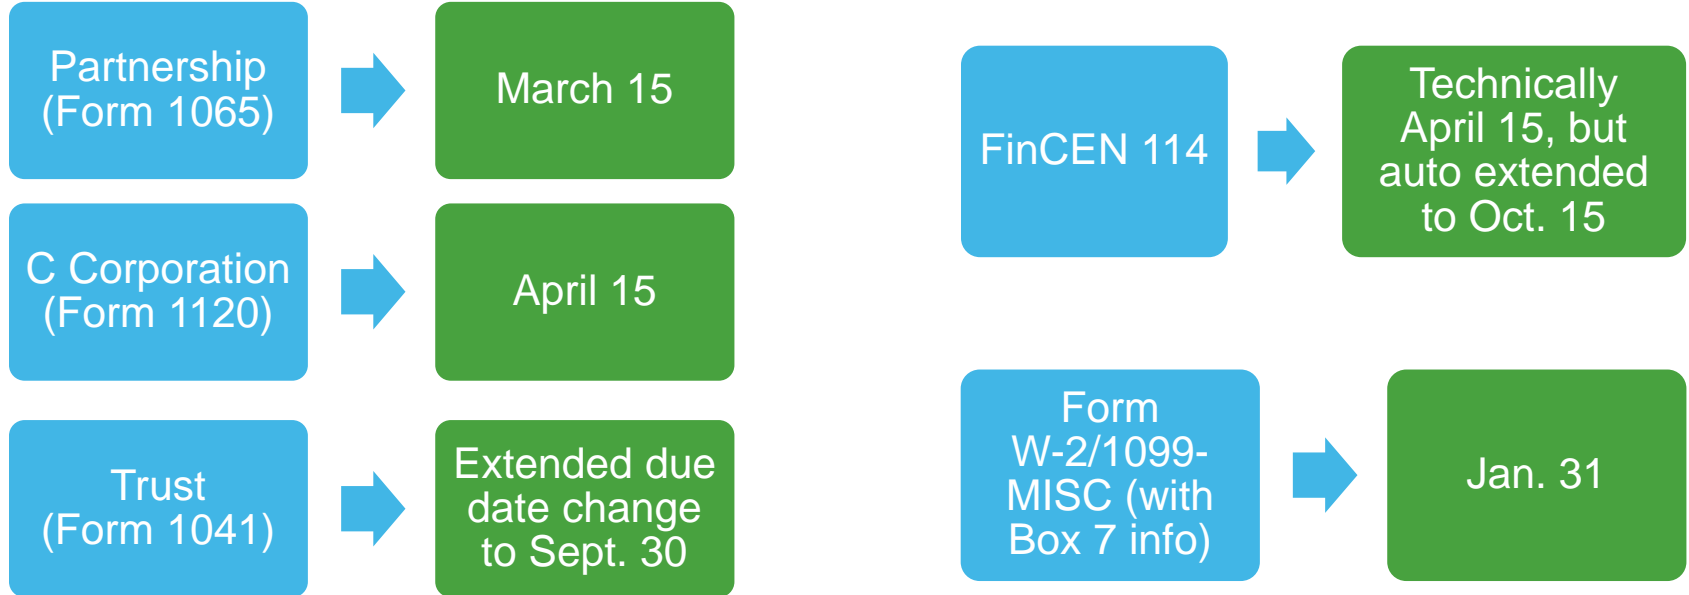 Partnership
(Form 1065)
March 15
C Corporation
(Form 1120)
April 15
Trust
(Form 1041)
Extended due
date change
to Sept. 30
FinCEN 114
Technically
April 15, but
auto extended
to Oct. 15
Form
W-2/1099-
MISC (with
Box 7 info)
Jan. 31